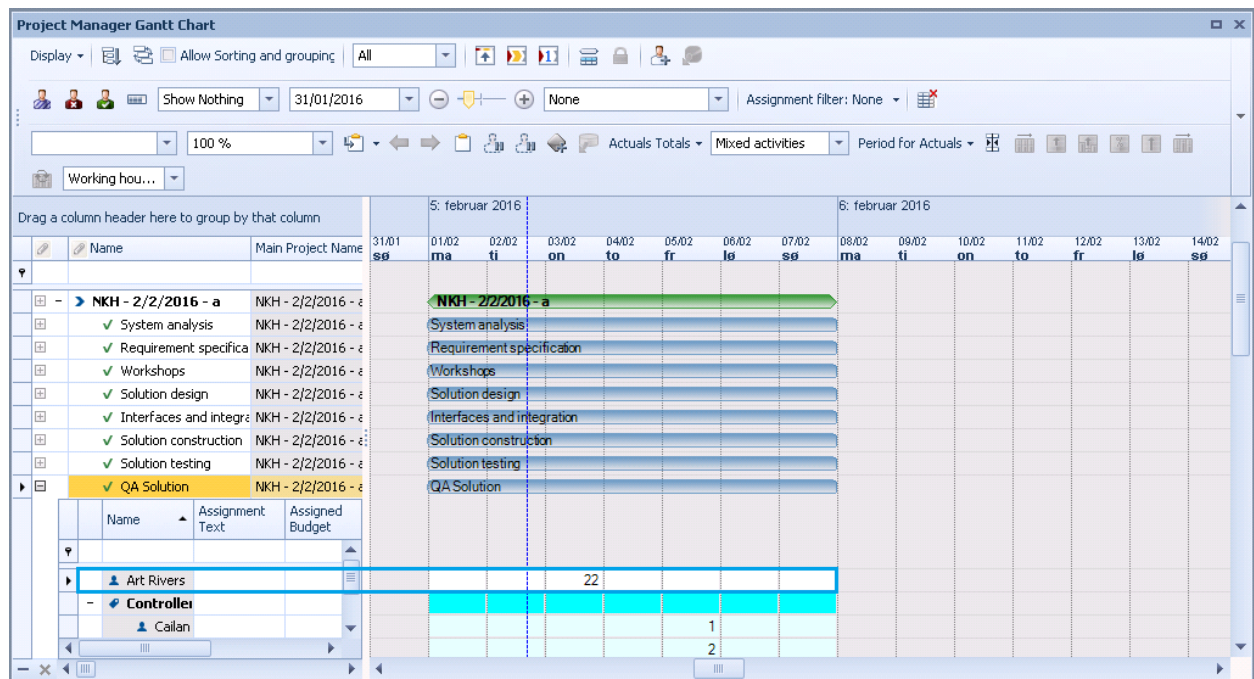 Project Manager Gantt Chart
Display Allow Sorting and grouping All
Show Nothing 31/01/2016 None Assignment filter: None
100 % Actuals Totals Mixed activities Period for Actuals
Working hou...
Drag a column header here to group by that column
5: februar 2016 6: februar 2016
Name Main Project Name
31/01 01/02 02/02 03/02 04/02 05/02 06/02 07/02 08/02 09/02 10/02 11/02 12/02 13/02 14/02
sø ma ti on to fr lø sø ma ti on to fr lø sø
NKH - 2/2/2016 - a NKH - 2/2/2016 - a NKH - 2/2/2016 - a
System analysis NKH - 2/2/2016 - a System analysis
Requirement specifica NKH - 2/2/2016 - a Requirement specification
Workshops NKH - 2/2/2016 - a Workshops
Solution design NKH - 2/2/2016 - a Solution design
Interfaces and integra NKH - 2/2/2016 - a Interfaces and integration
Solution construction NKH - 2/2/2016 - a Solution construction
Solution testing NKH - 2/2/2016 - a Solution testing
QA Solution NKH - 2/2/2016 - a QA Solution
Name Assignment Text Assigned Budget
Art Rivers 22
Controller
Cailan 1
2